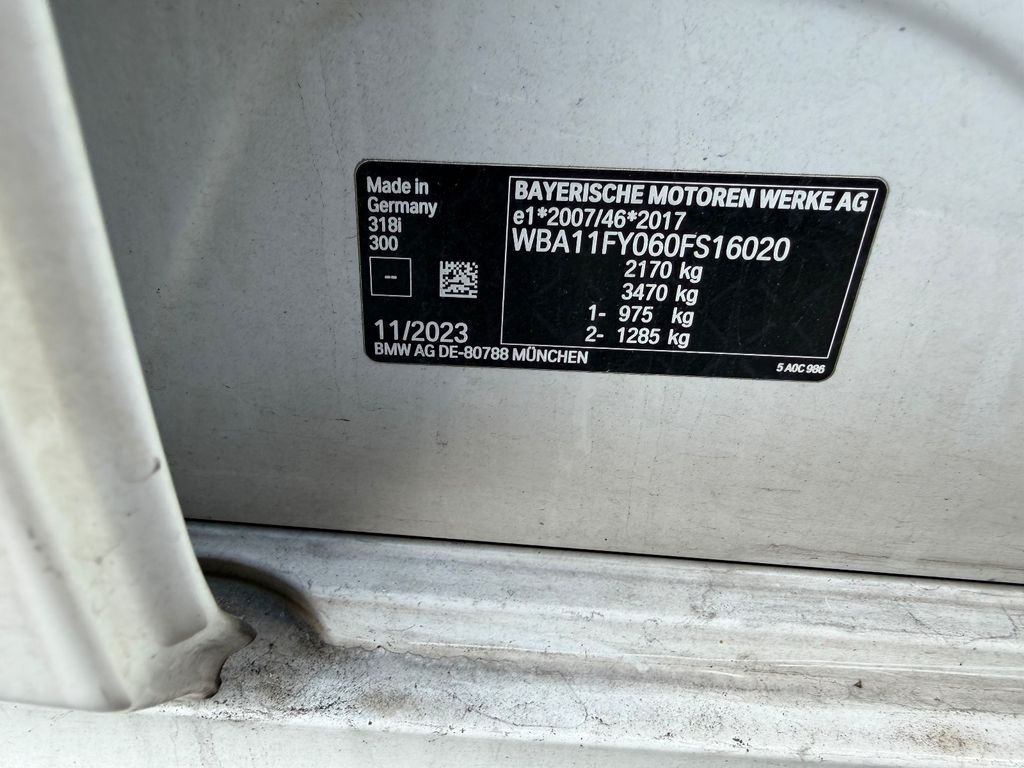 Made in
Germany
318i
300
--
11/2023
BMW AG DE-80788 MÜNCHEN
BAYERISCHE MOTOREN WERKE AG
e1*2007/46*2017
WBA11FY060FS16020
2170 kg
3470 kg
1- 975 kg
2- 1285 kg
5 A0C 986